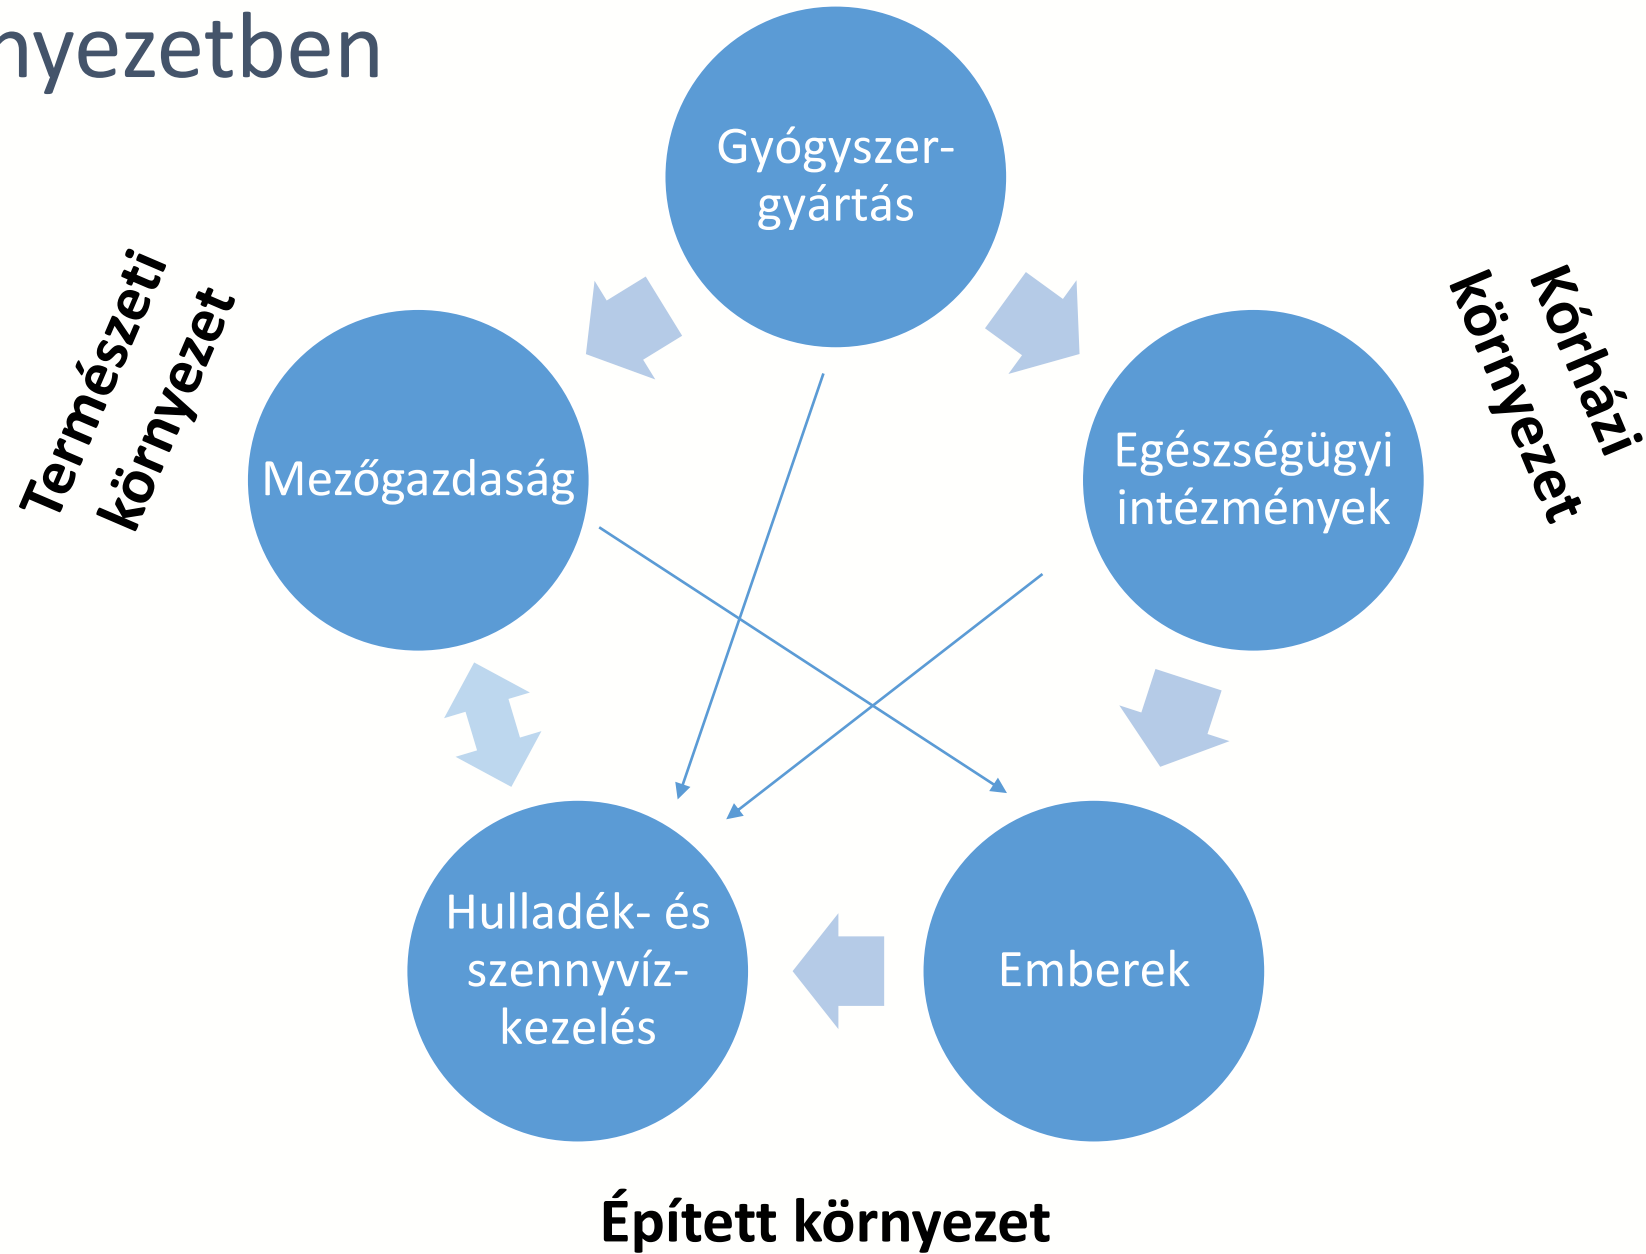 nyezetben
Gyógyszer-
gyártás
Természeti
környezet
Kórházi
környezet
Mezőgazdaság
Egészségügyi
intézmények
Hulladék- és
szennyvíz-
kezelés
Emberek
Épített környezet